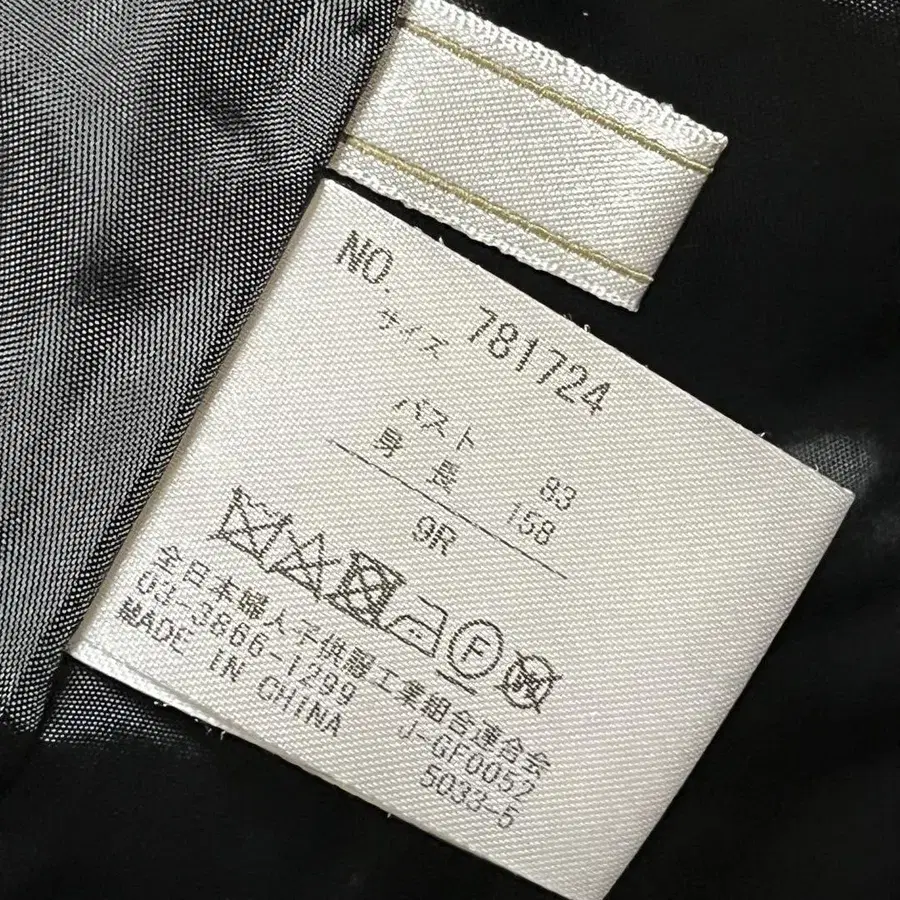 NO. 781724
サイズ
バスト 83
身長 158
9R
F
W
全日本婦人子供服工業組合連合会
03-3866-1299 J-GF0052
MADE IN CHINA 5033-5